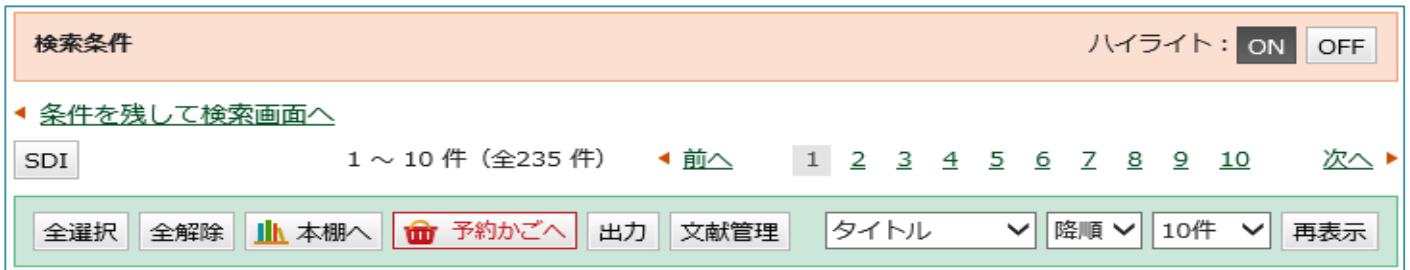 検索条件 ハイライト： ON OFF
条件を残して検索画面へ
SDI 1 ～ 10 件（全235 件） 前へ 1 2 3 4 5 6 7 8 9 10 次へ
全選択 全解除 本棚へ 予約かごへ 出力 文献管理 タイトル 降順 10件 再表示